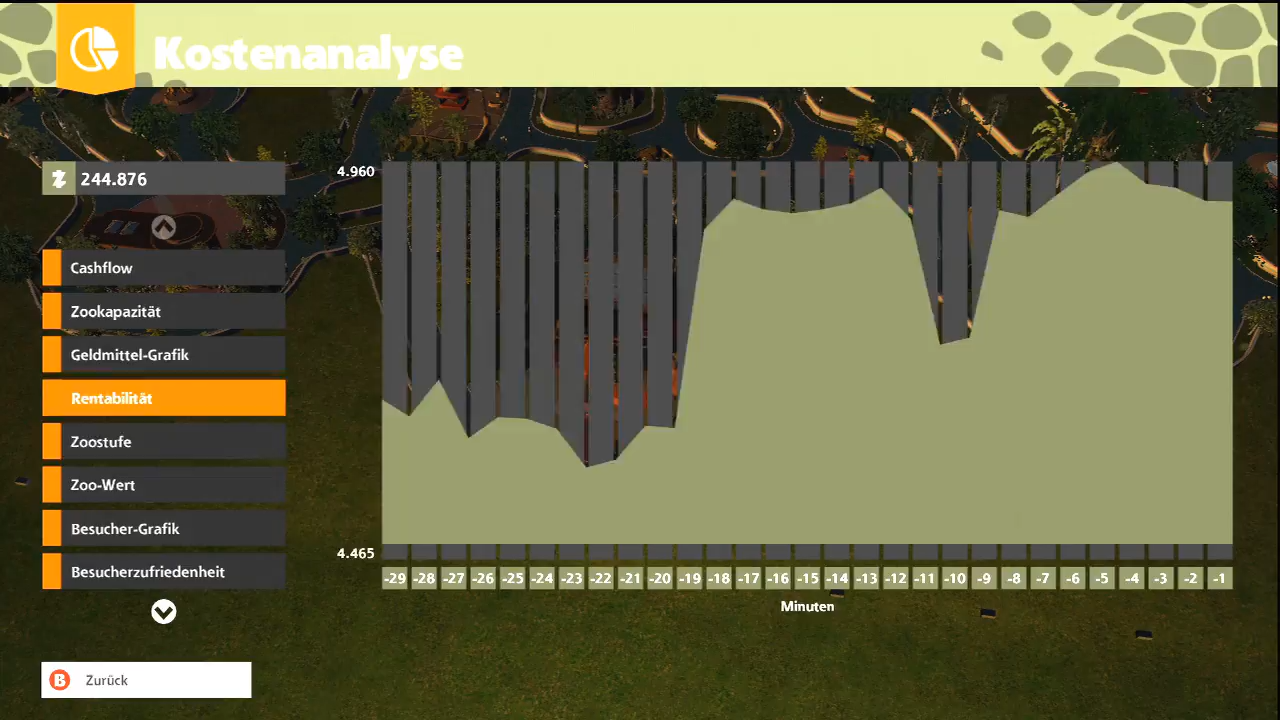 Kostenanalyse
244.876
Cashflow
Zookapazität
Geldmittel-Grafik
Rentabilität
Zoostufe
Zoo-Wert
Besucher-Grafik
Besucherzufriedenheit
B Zurück
4.960
4.465
-29 -28 -27 -26 -25 -24 -23 -22 -21 -20 -19 -18 -17 -16 -15 -14 -13 -12 -11 -10 -9 -8 -7 -6 -5 -4 -3 -2 -1
Minuten